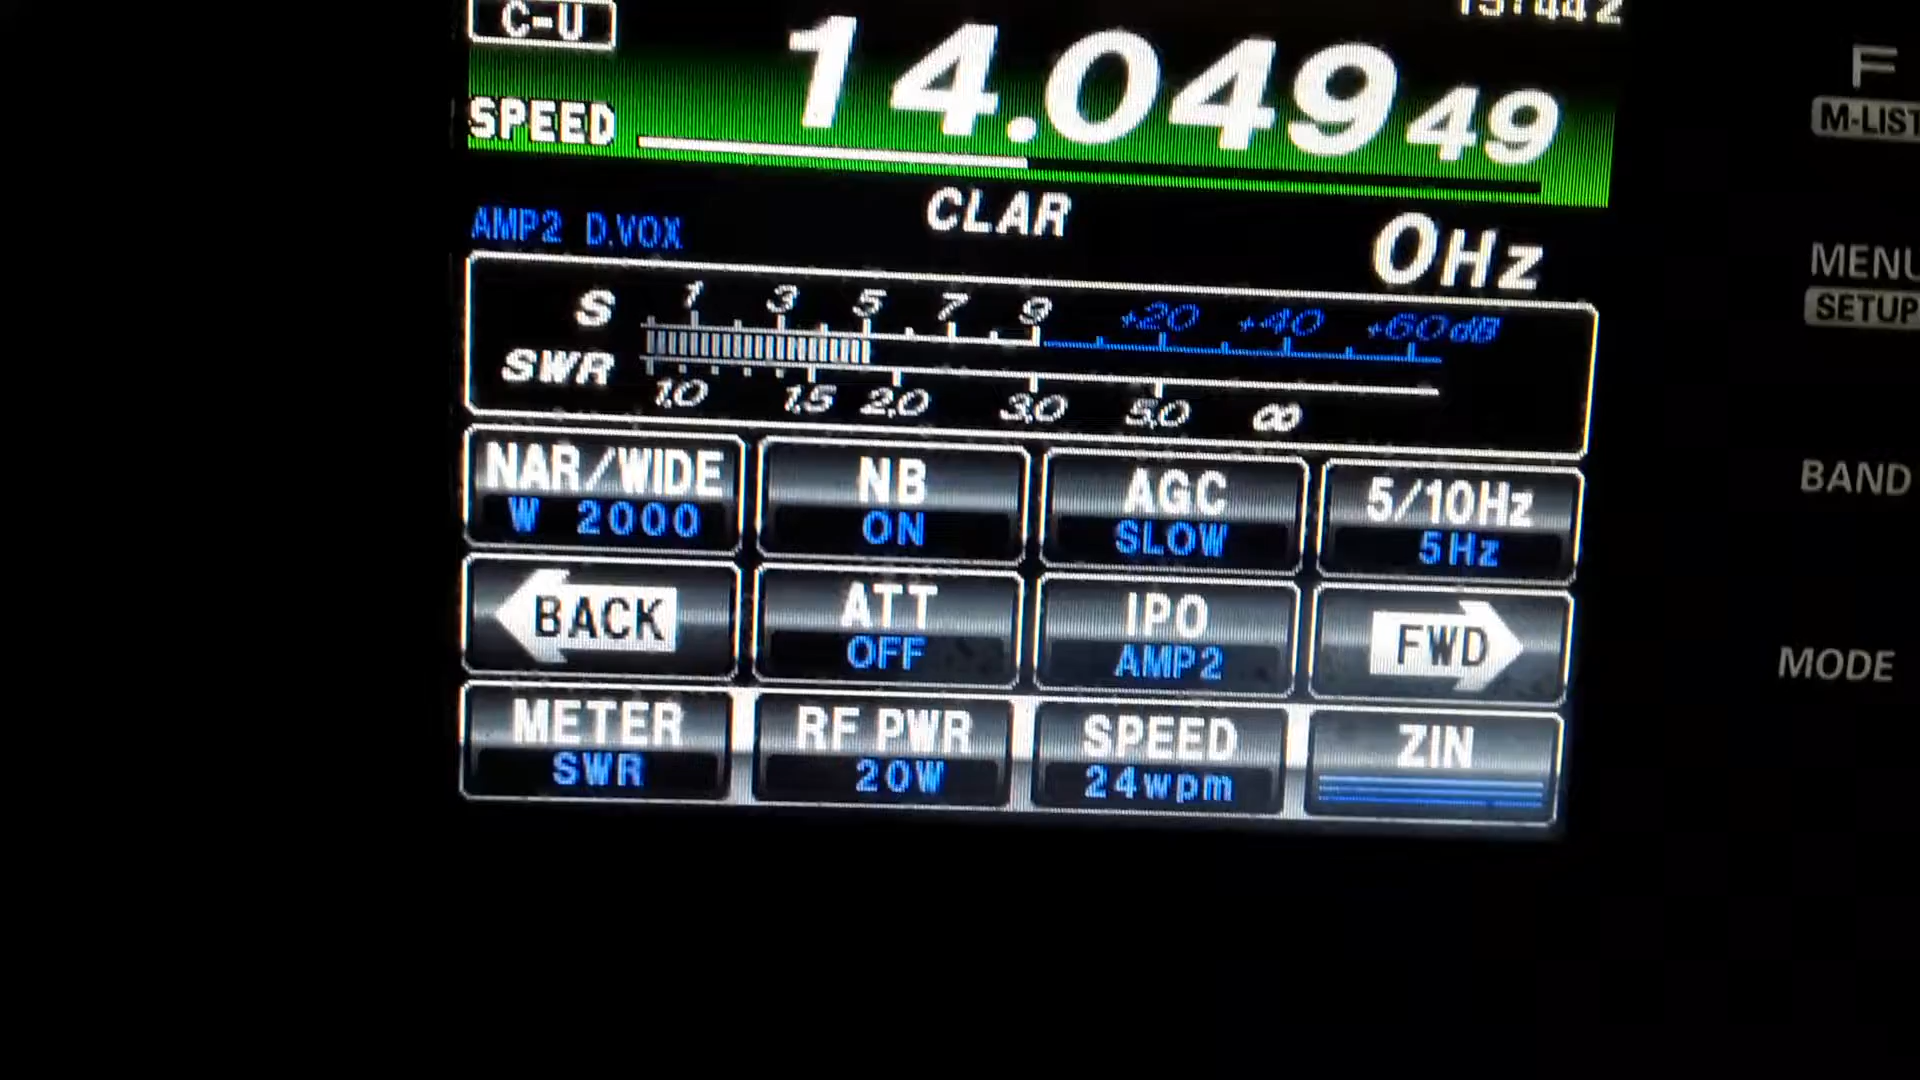 C-U
14.049 49
SPEED
F
M-LIST
CLAR
0Hz
AMP2 D.VOX
MENU
SETUP
S 1 3 5 7 9 +20 +40 +60dB
SWR 1,0 1,5 2,0 3,0 5,0 ∞
NAR/WIDE NB AGC 5/10Hz
W 2000 ON SLOW 5Hz
BAND
BACK ATT IPO FWD
OFF AMP2
MODE
METER RF PWR SPEED ZIN
SWR 20W 24wpm